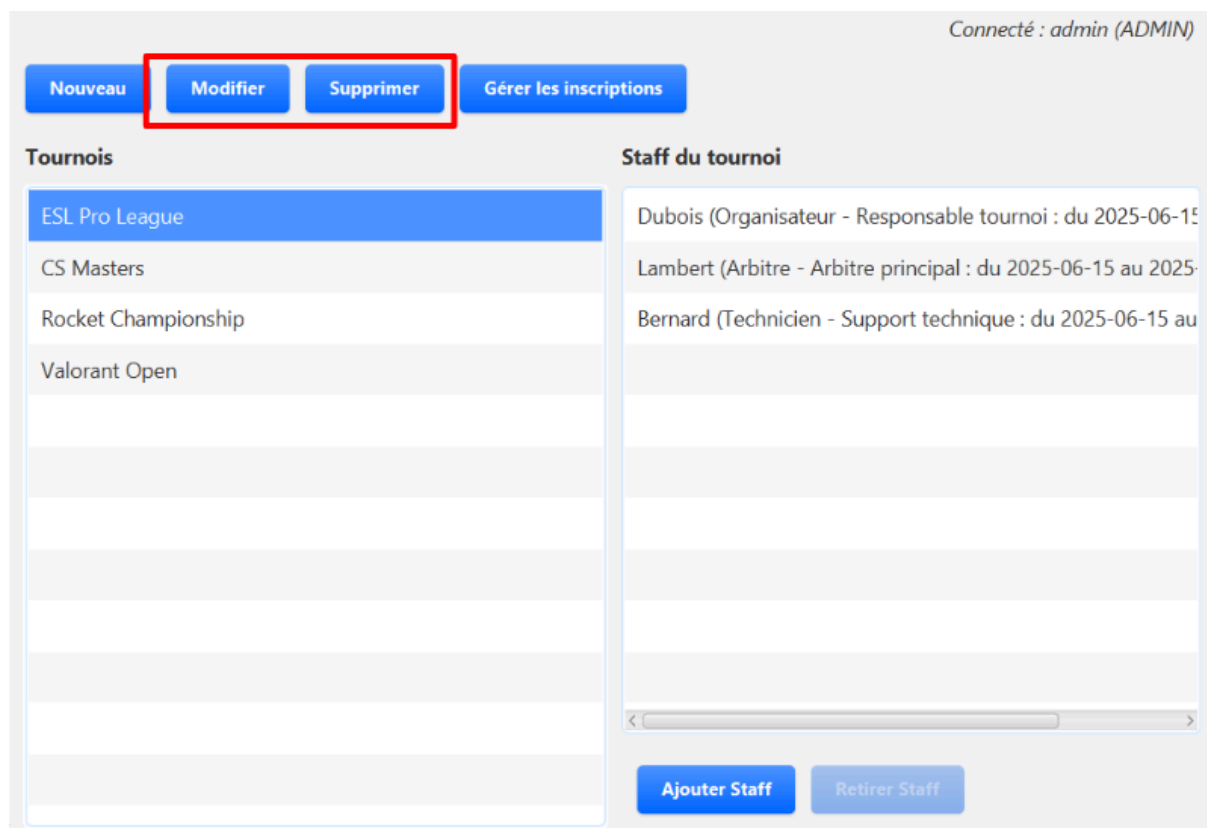 Connecté : admin (ADMIN)
Nouveau Modifier Supprimer Gérer les inscriptions
Tournois
ESL Pro League
CS Masters
Rocket Championship
Valorant Open
Staff du tournoi
Dubois (Organisateur - Responsable tournoi : du 2025-06-15
Lambert (Arbitre - Arbitre principal : du 2025-06-15 au 2025-
Bernard (Technicien - Support technique : du 2025-06-15 au
Ajouter Staff Retirer Staff